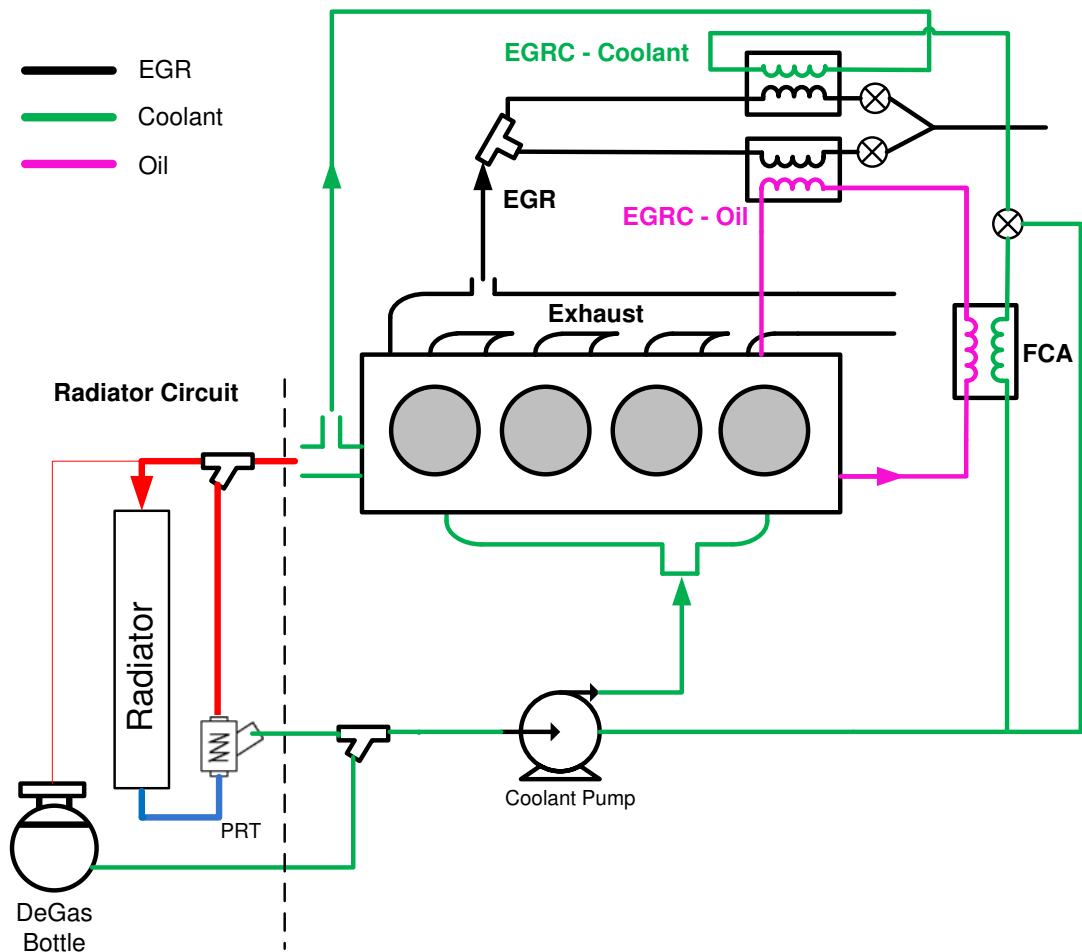 EGR
Coolant
Oil
EGRC - Coolant
EGR
EGRC - Oil
Exhaust
FCA
Radiator Circuit
Radiator
PRT
Coolant Pump
DeGas
Bottle